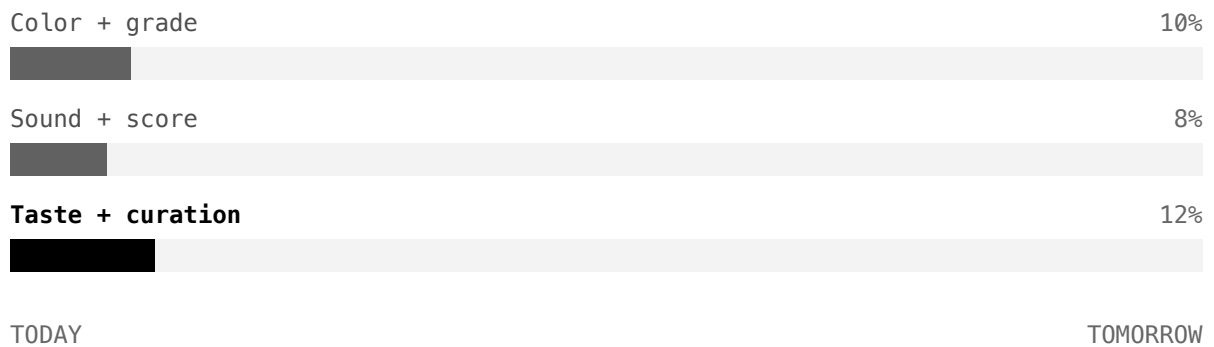 Color + grade 10%
Sound + score 8%
Taste + curation 12%
TODAY TOMORROW